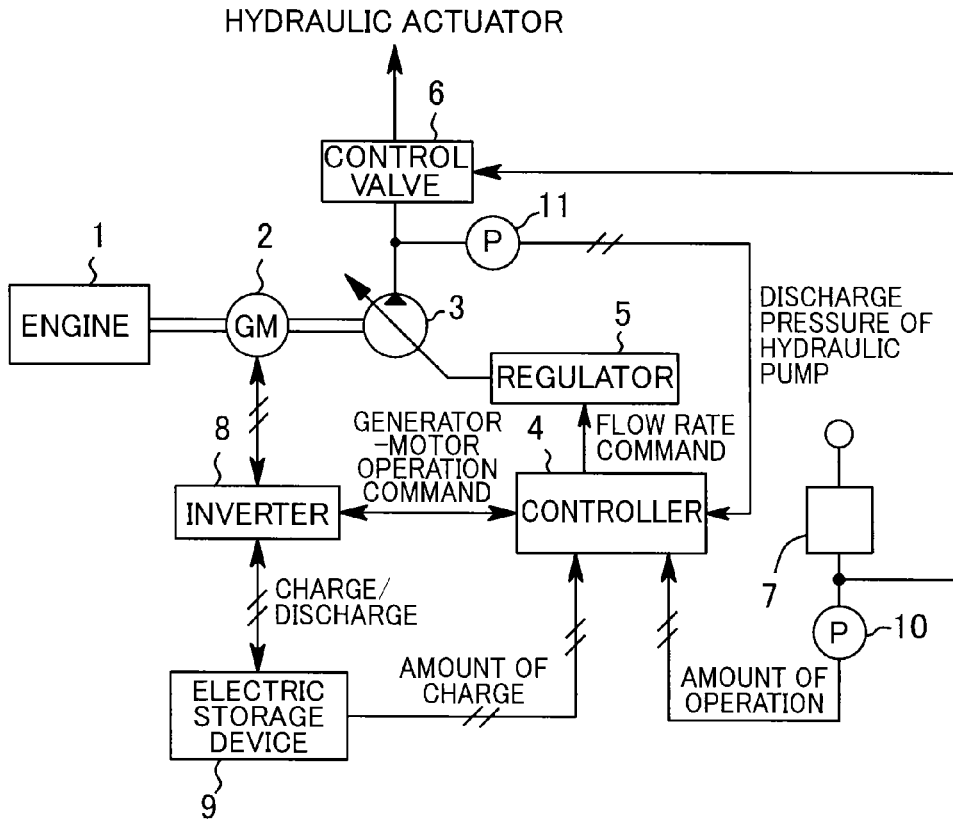 HYDRAULIC ACTUATOR
6
CONTROL
VALVE
11
P
1
2
ENGINE
GM
3
5
DISCHARGE
PRESSURE OF
HYDRAULIC
PUMP
REGULATOR
8
GENERATOR
-MOTOR
OPERATION
COMMAND
4
FLOW RATE
COMMAND
INVERTER
CONTROLLER
7
CHARGE/
DISCHARGE
P
10
AMOUNT OF
CHARGE
AMOUNT OF
OPERATION
ELECTRIC
STORAGE
DEVICE
9